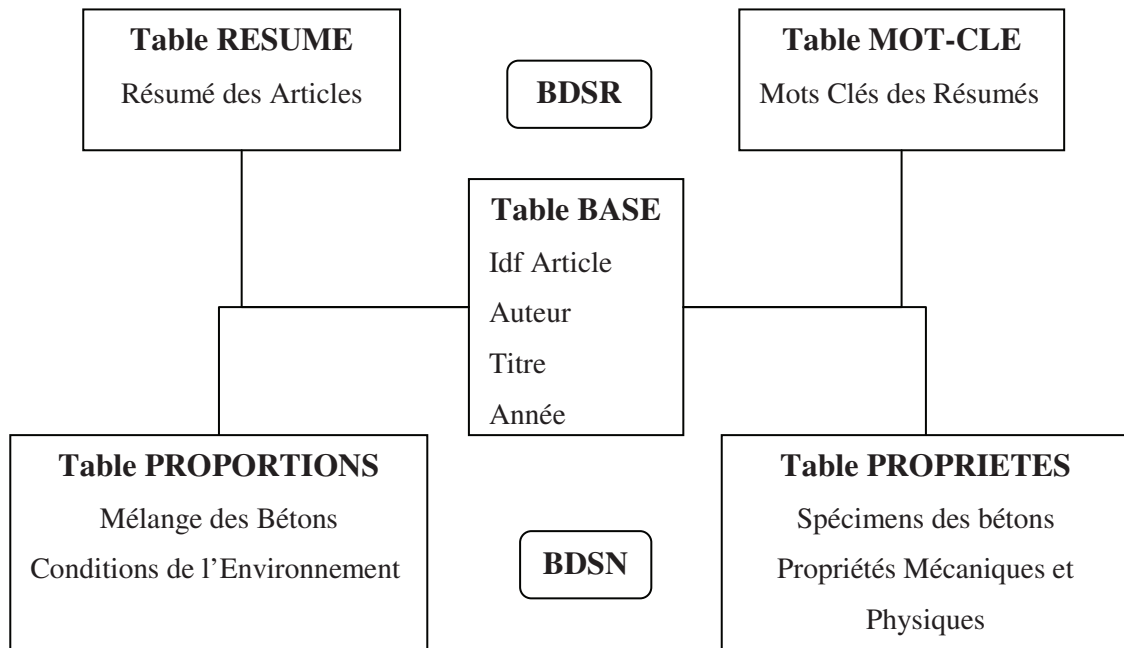 Table RESUME
Résumé des Articles
BDSR
Table MOT-CLE
Mots Clés des Résumés
Table BASE
Idf Article
Auteur
Titre
Année
Table PROPORTIONS
Mélange des Bétons
Conditions de l’Environnement
BDSN
Table PROPRIETES
Spécimens des bétons
Propriétés Mécaniques et
Physiques